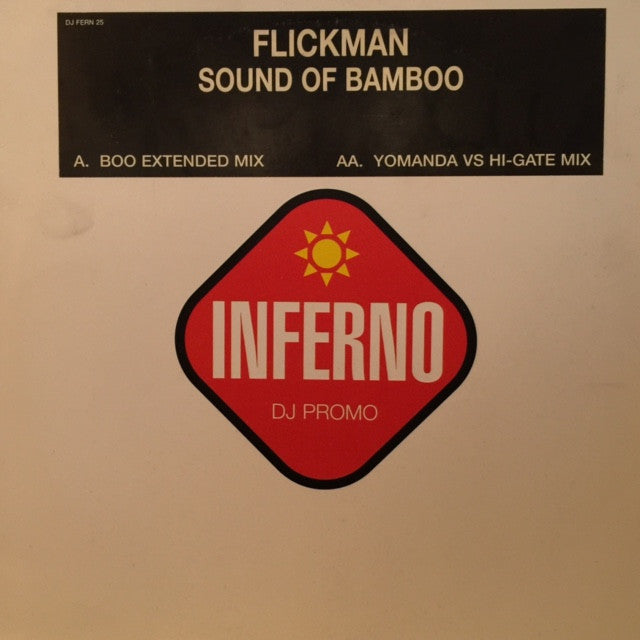 DJ FERN 25
FLICKMAN
SOUND OF BAMBOO
A. BOO EXTENDED MIX AA. YOMANDA VS HI-GATE MIX
INFERNO
DJ PROMO